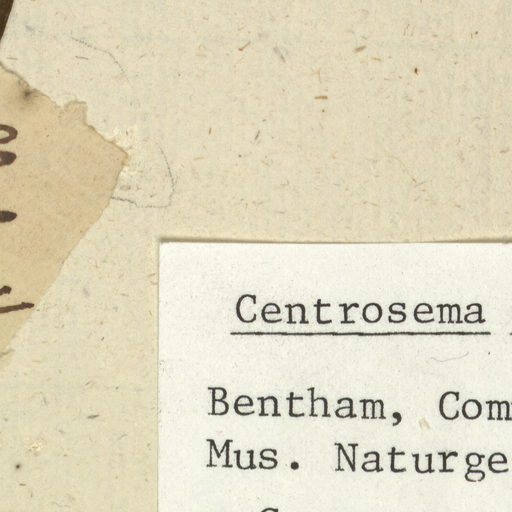 Centrosema
Bentham, Com
Mus. Naturge